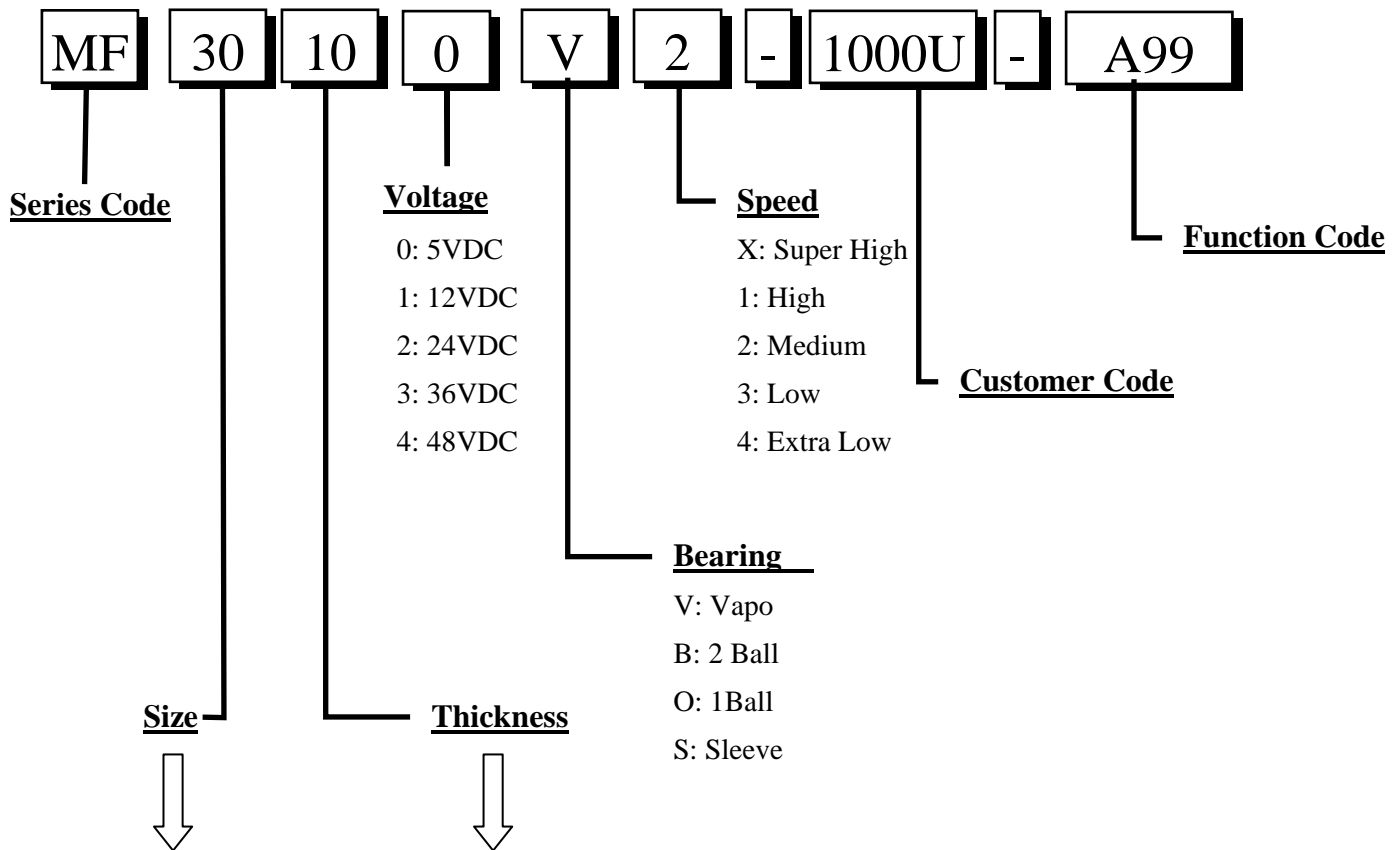 MF 30 10 0 V 2 - 1000U - A99
Series Code
Voltage
0: 5VDC
1: 12VDC
2: 24VDC
3: 36VDC
4: 48VDC
Speed
X: Super High
1: High
2: Medium
3: Low
4: Extra Low
Function Code
Customer Code
Bearing
V: Vapo
B: 2 Ball
O: 1Ball
S: Sleeve
Size
Thickness